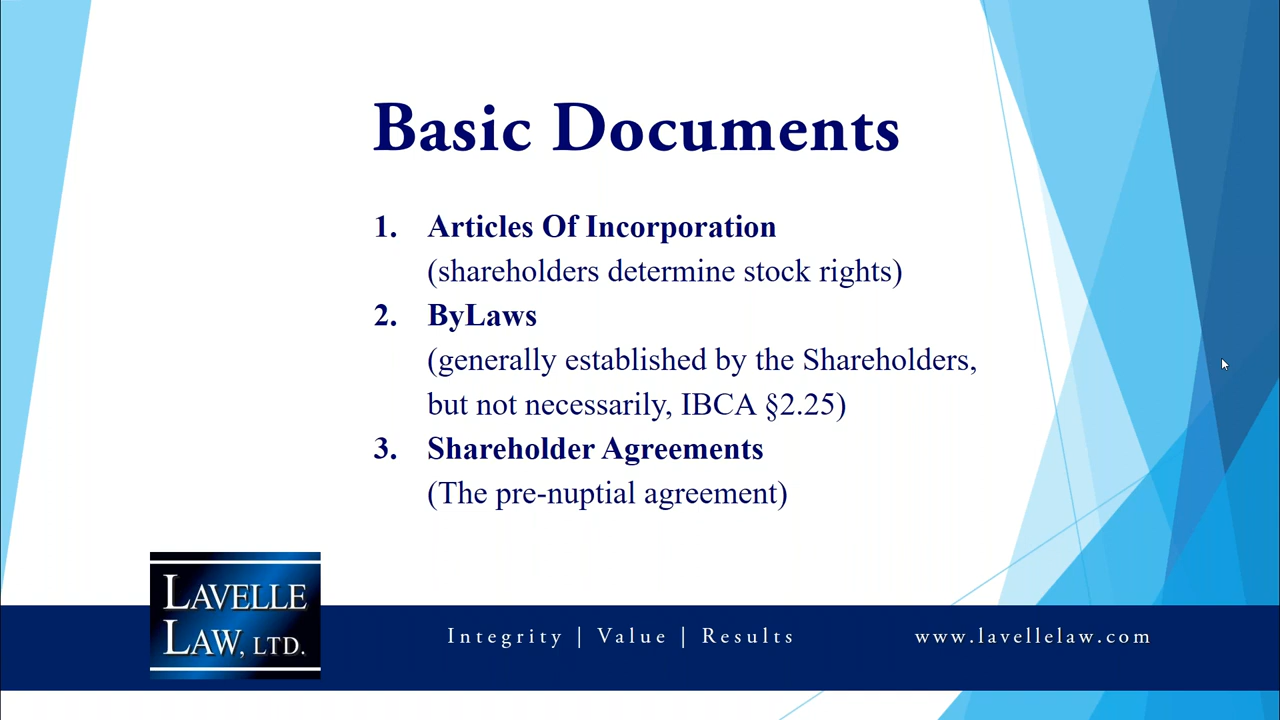 Basic Documents
1. Articles Of Incorporation
(shareholders determine stock rights)
2. ByLaws
(generally established by the Shareholders,
but not necessarily, IBCA §2.25)
3. Shareholder Agreements
(The pre-nuptial agreement)
LAVELLE
LAW, LTD.
Integrity | Value | Results
www.lavellelaw.com